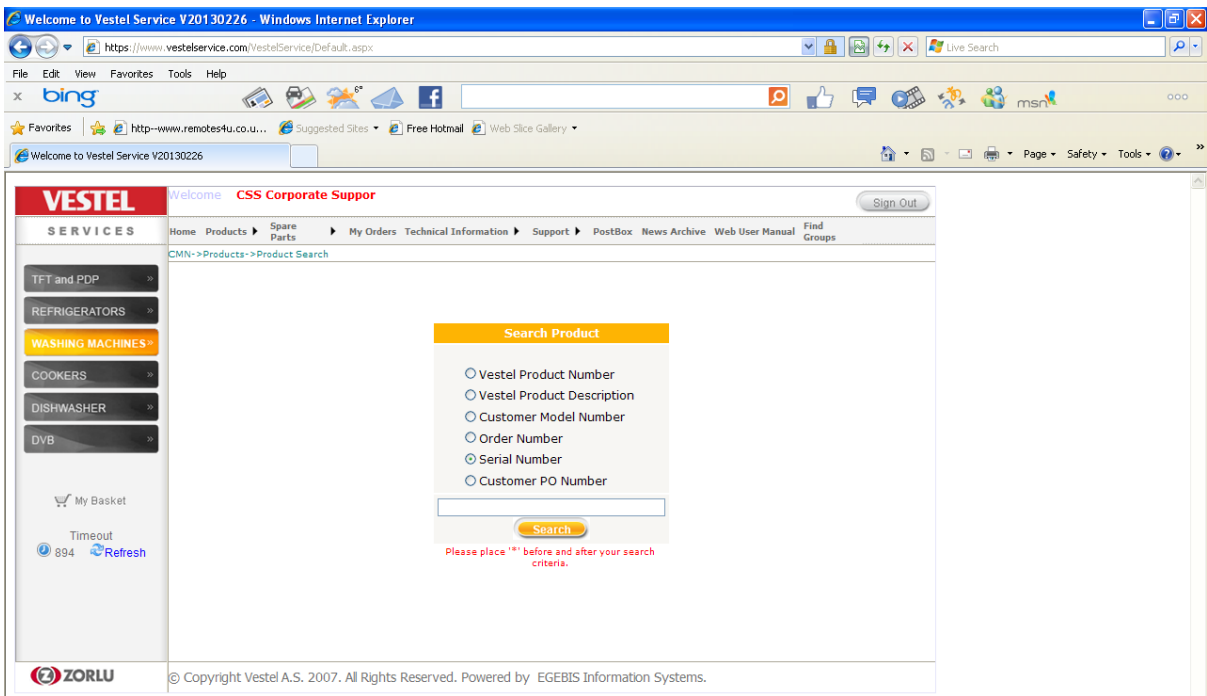 Welcome to Vestel Service V20130226 - Windows Internet Explorer
https://www.vestelservice.com/VestelService/Default.aspx
Live Search
File Edit View Favorites Tools Help
x bing 6° f msn ooo
Favorites http--www.remotes4u.co.u... Suggested Sites Free Hotmail Web Slice Gallery
Welcome to Vestel Service V20130226
Page Safety Tools »
VESTEL
SERVICES
Welcome CSS Corporate Suppor
Sign Out
Home Products Spare Parts My Orders Technical Information Support PostBox News Archive Web User Manual Find Groups
CMN->Products->Product Search
TFT and PDP »
REFRIGERATORS »
WASHING MACHINES»
COOKERS »
DISHWASHER »
DVB »
My Basket
Timeout
894 Refresh
Search Product
Vestel Product Number
Vestel Product Description
Customer Model Number
Order Number
Serial Number
Customer PO Number
Search
Please place '*' before and after your search
criteria.
ZORLU
© Copyright Vestel A.S. 2007. All Rights Reserved. Powered by EGEBIS Information Systems.